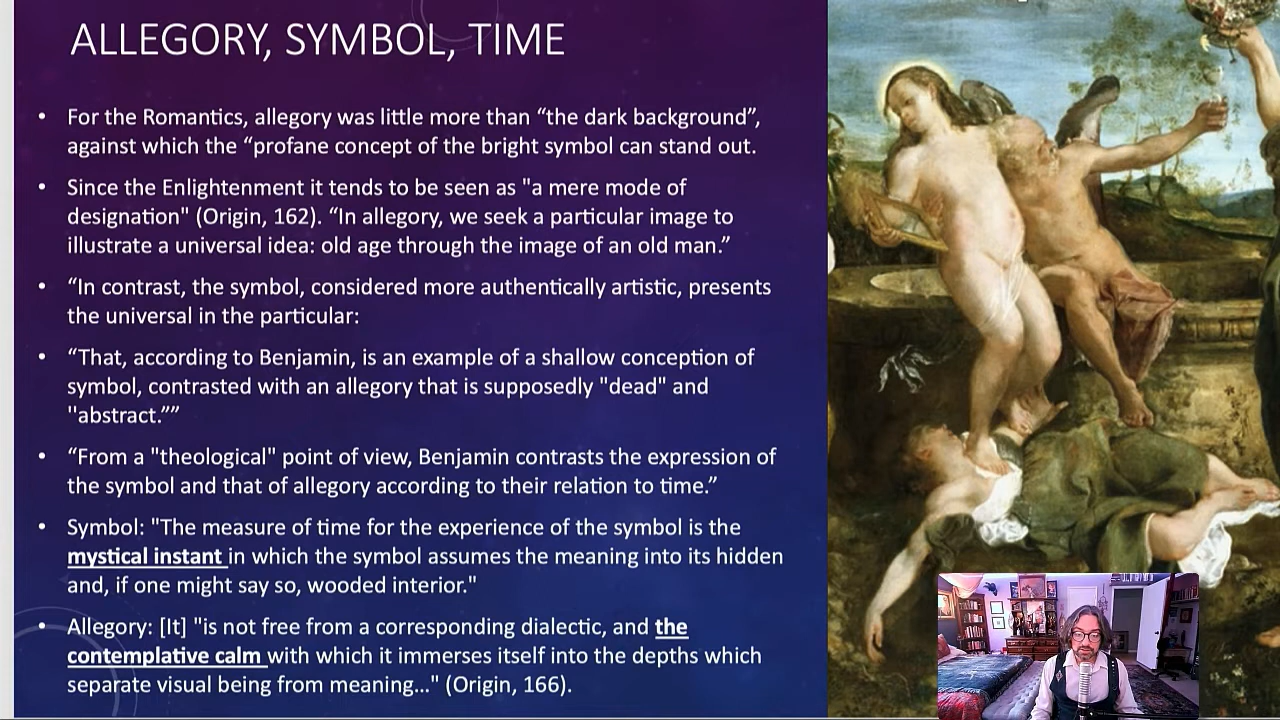 ALLEGORY, SYMBOL, TIME
• For the Romantics, allegory was little more than “the dark background”,
against which the “profane concept of the bright symbol can stand out.
• Since the Enlightenment it tends to be seen as "a mere mode of
designation" (Origin, 162). “In allegory, we seek a particular image to
illustrate a universal idea: old age through the image of an old man.”
• “In contrast, the symbol, considered more authentically artistic, presents
the universal in the particular:
• “That, according to Benjamin, is an example of a shallow conception of
symbol, contrasted with an allegory that is supposedly "dead" and
"abstract.””
• “From a "theological" point of view, Benjamin contrasts the expression of
the symbol and that of allegory according to their relation to time.”
• Symbol: "The measure of time for the experience of the symbol is the
mystical instant in which the symbol assumes the meaning into its hidden
and, if one might say so, wooded interior."
• Allegory: [It] "is not free from a corresponding dialectic, and the
contemplative calm with which it immerses itself into the depths which
separate visual being from meaning..." (Origin, 166).